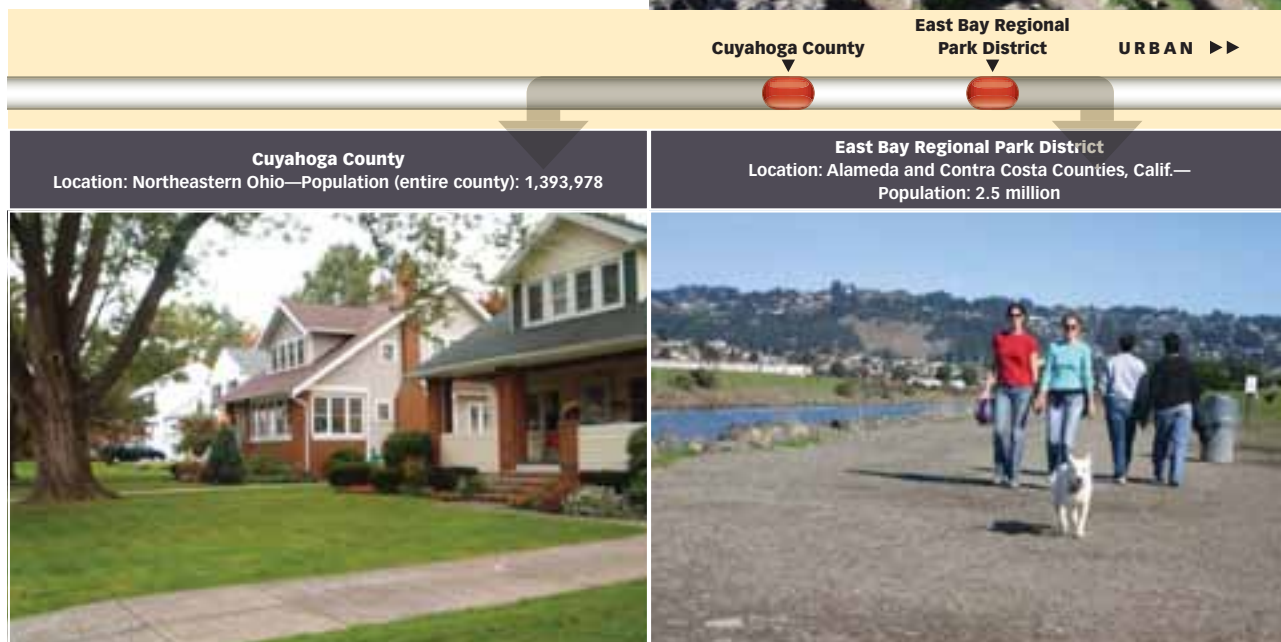 Cuyahoga County
East Bay Regional
Park District
URBAN ▶▶
Cuyahoga County
Location: Northeastern Ohio—Population (entire county): 1,393,978
East Bay Regional Park District
Location: Alameda and Contra Costa Counties, Calif.—
Population: 2.5 million